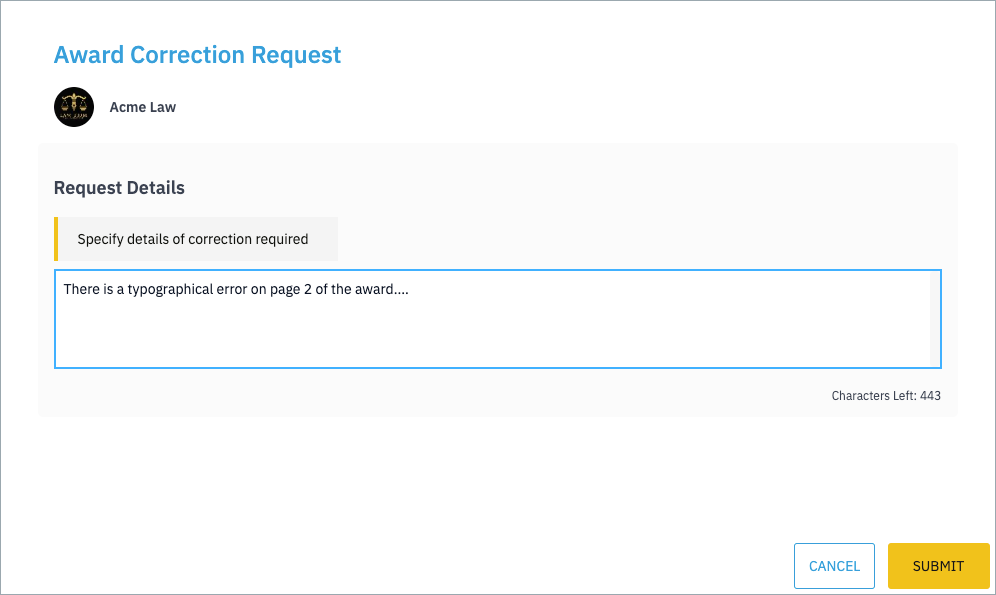 Award Correction Request
Acme Law
Request Details
Specify details of correction required
There is a typographical error on page 2 of the award....
Characters Left: 443
CANCEL
SUBMIT